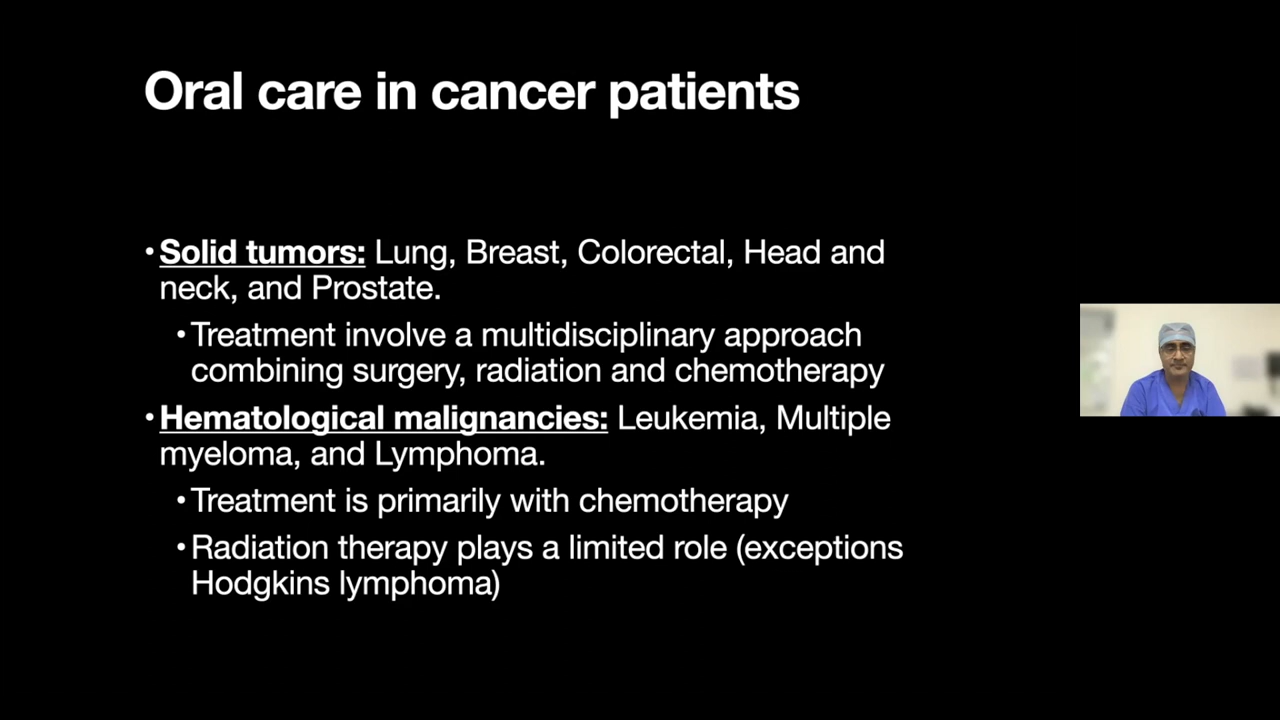 Oral care in cancer patients
•Solid tumors: Lung, Breast, Colorectal, Head and
neck, and Prostate.
•Treatment involve a multidisciplinary approach
combining surgery, radiation and chemotherapy
•Hematological malignancies: Leukemia, Multiple
myeloma, and Lymphoma.
•Treatment is primarily with chemotherapy
•Radiation therapy plays a limited role (exceptions
Hodgkins lymphoma)